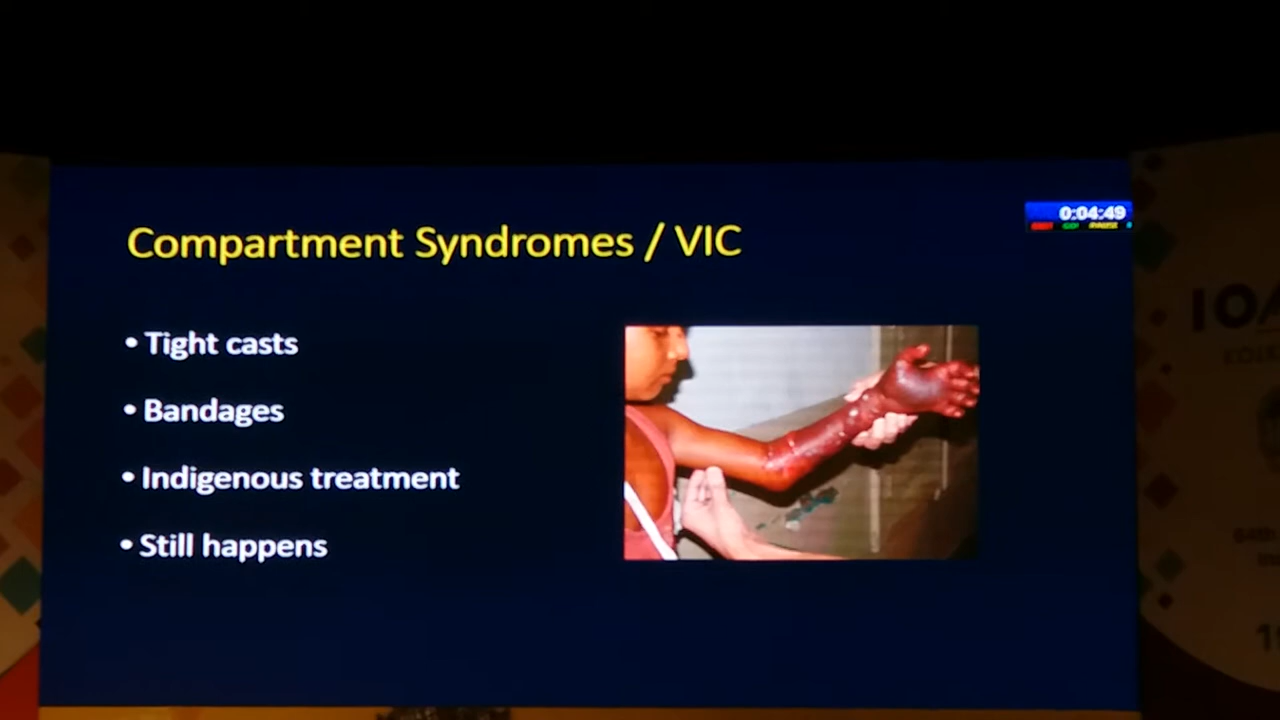 Compartment Syndromes / VIC
0:04:49
• Tight casts
• Bandages
• Indigenous treatment
• Still happens